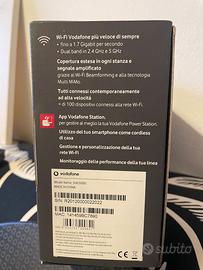 Wi-Fi Vodafone più veloce di sempre
• fino a 1.7 Gigabit per secondo
• Dual band in 2.4 GHz e 5 GHz
Copertura estesa in ogni stanza e
segnale amplificato
grazie al Wi-Fi Beamforming e alla tecnologia
Multi MiMo.
Tutti connessi contemporaneamente
ad alta velocità
+ di 100 dispositivi connessi alla rete Wi-Fi.
App Vodafone Station.
per gestire al meglio la tua Vodafone Power Station.
Utilizzo del tuo smartphone come cordless
di casa
Gestione e personalizzazione della tua
rete Wi-Fi
Monitoraggio delle performance della tua linea
vodafone
S/N:
MAC:
Subito